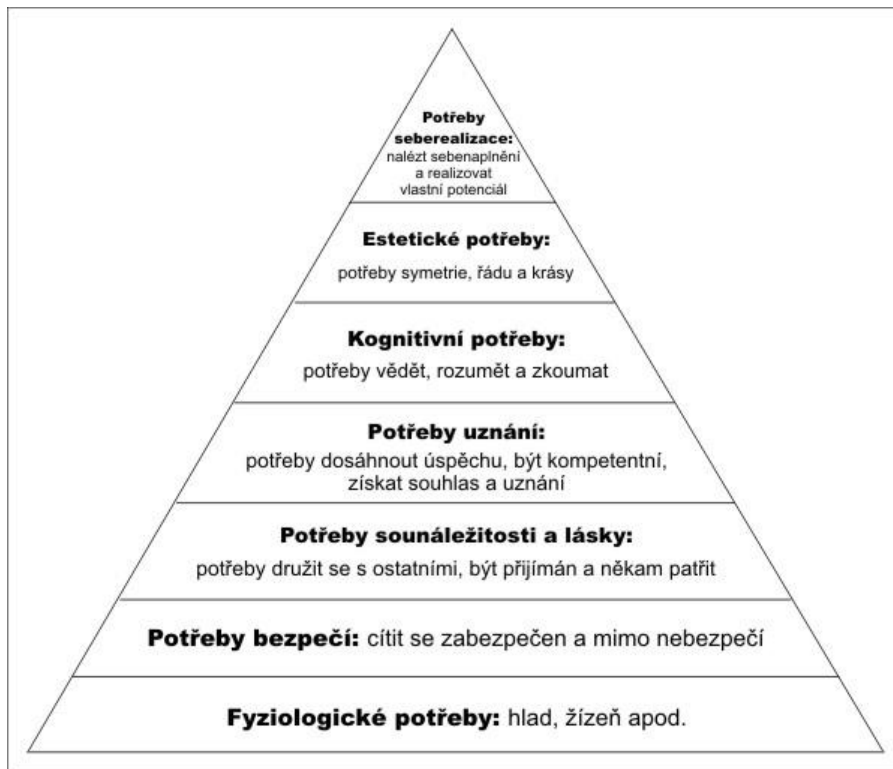 Potřeby
seberealizace:
nalézt sebenaplnění
a realizovat
vlastní potenciál
Estetické potřeby:
potřeby symetrie, řádu a krásy
Kognitivní potřeby:
potřeby vědět, rozumět a zkoumat
Potřeby uznání:
potřeby dosáhnout úspěchu, být kompetentní,
získat souhlas a uznání
Potřeby sounáležitosti a lásky:
potřeby družit se s ostatními, být přijímán a někam patřit
Potřeby bezpečí: cítit se zabezpečen a mimo nebezpečí
Fyziologické potřeby: hlad, žízeň apod.